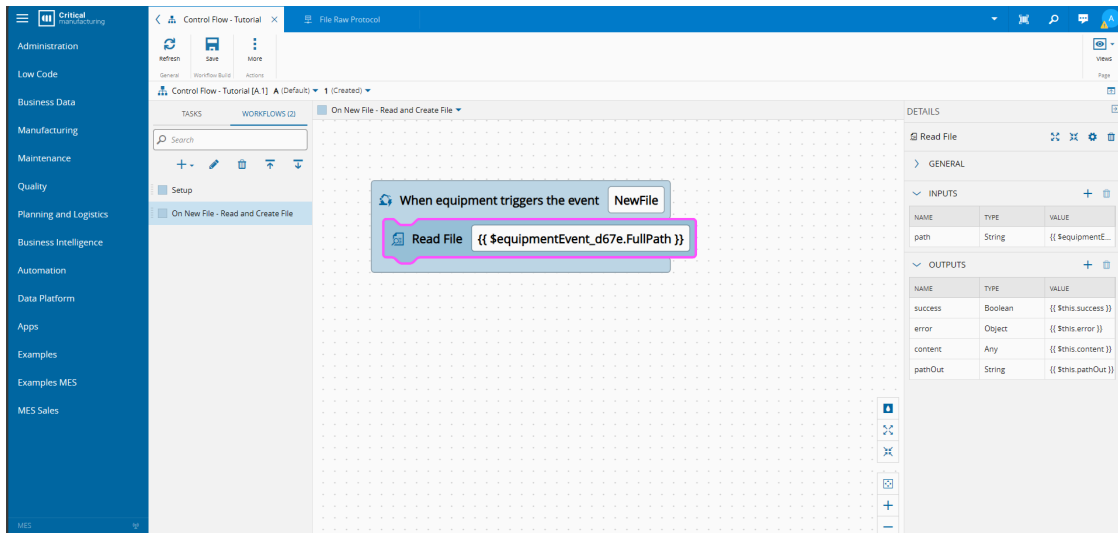 Critical manufacturing
Control Flow - Tutorial
File Raw Protocol
A
Administration
Low Code
Business Data
Manufacturing
Maintenance
Quality
Planning and Logistics
Business Intelligence
Automation
Data Platform
Apps
Examples
Examples MES
MES Sales
MES
Refresh
Save
More
Views
General
Workflow Build
Actions
Page
Control Flow - Tutorial [A.1] A (Default) 1 (Created)
TASKS
WORKFLOWS (2)
Search
Setup
On New File - Read and Create File
On New File - Read and Create File
When equipment triggers the event NewFile
Read File {{ $equipmentEvent_d67e.FullPath }}
DETAILS
Read File
GENERAL
INPUTS
NAME TYPE VALUE
path String {{ $equipmentE...
OUTPUTS
NAME TYPE VALUE
success Boolean {{ $this.success }}
error Object {{ $this.error }}
content Any {{ $this.content }}
pathOut String {{ $this.pathOut }}